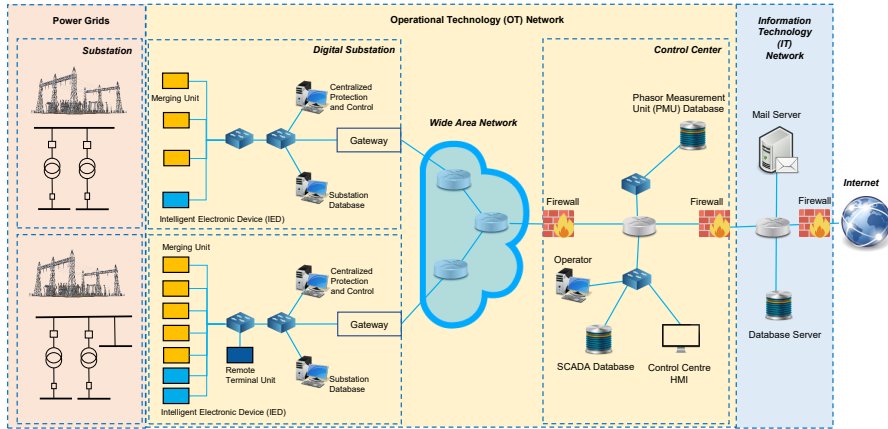 Power Grids
Operational Technology (OT) Network
Information
Technology
(IT)
Network
Substation
Digital Substation
Control Center
Merging Unit
Centralized
Protection
and Control
Gateway
Substation
Database
Intelligent Electronic Device (IED)
Wide Area Network
Phasor Measurement
Unit (PMU) Database
Mail Server
Firewall
Firewall
Firewall
Internet
Merging Unit
Centralized
Protection
and Control
Gateway
Remote
Terminal Unit
Substation
Database
Intelligent Electronic Device (IED)
Operator
SCADA Database
Control Centre
HMI
Database Server